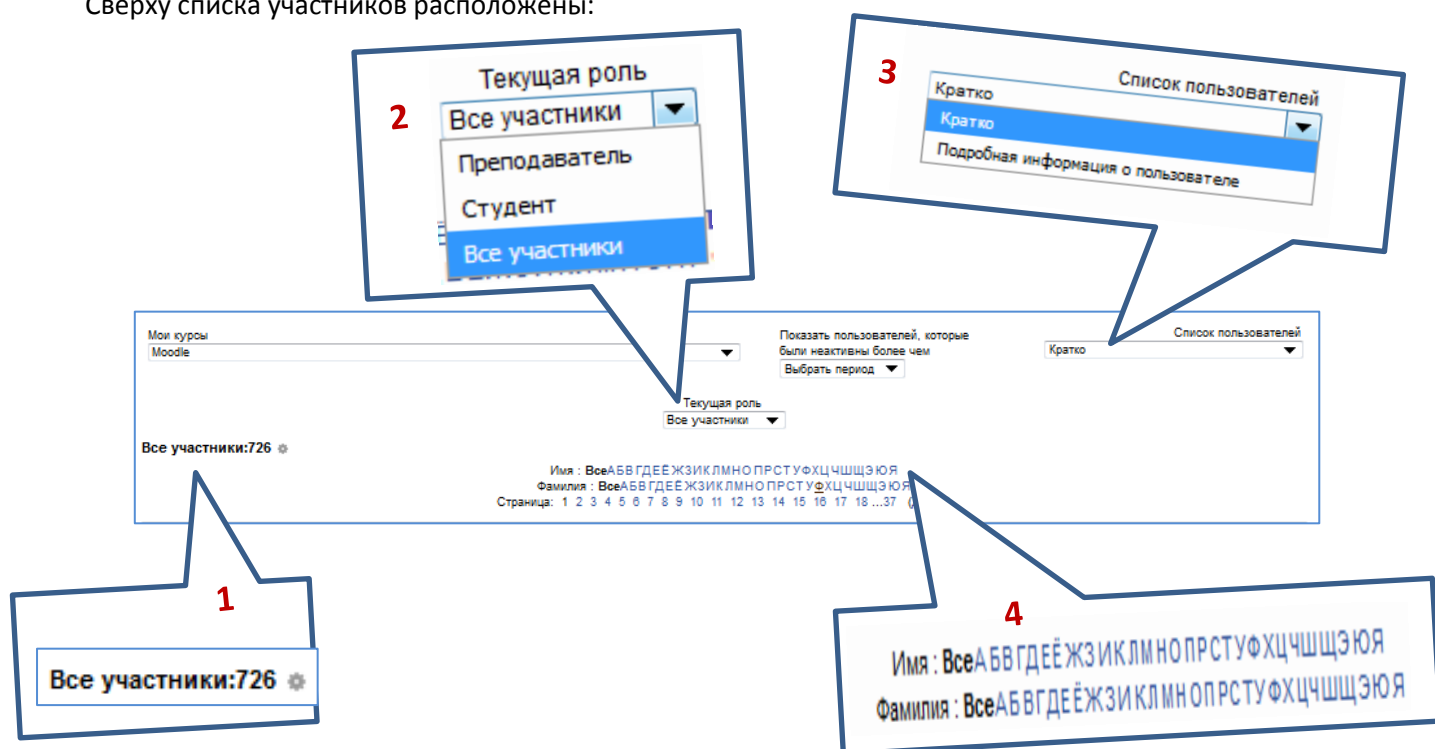 Сверху списка участников расположены:
2
Текущая роль
Все участники
Преподаватель
Студент
Все участники
3
Список пользователей
Кратко
Кратко
Подробная информация о пользователе
Мои курсы
Moodle
Показать пользователей, которые
были неактивны более чем
Выбрать период
Список пользователей
Кратко
Текущая роль
Все участники
Все участники:726
Имя : ВсеАБВГДЕЁЖЗИКЛМНОПРСТУФХЦЧШЩЭЮЯ
Фамилия : ВсеАБВГДЕЁЖЗИКЛМНОПРСТУФХЦЧШЩЭЮЯ
Страница: 1 2 3 4 5 6 7 8 9 10 11 12 13 14 15 16 17 18 ...37
1
Все участники:726
4
Имя : ВсеАБВГДЕЁЖЗИКЛМНОПРСТУФХЦЧШЩЭЮЯ
Фамилия : ВсеАБВГДЕЁЖЗИКЛМНОПРСТУФХЦЧШЩЭЮЯ